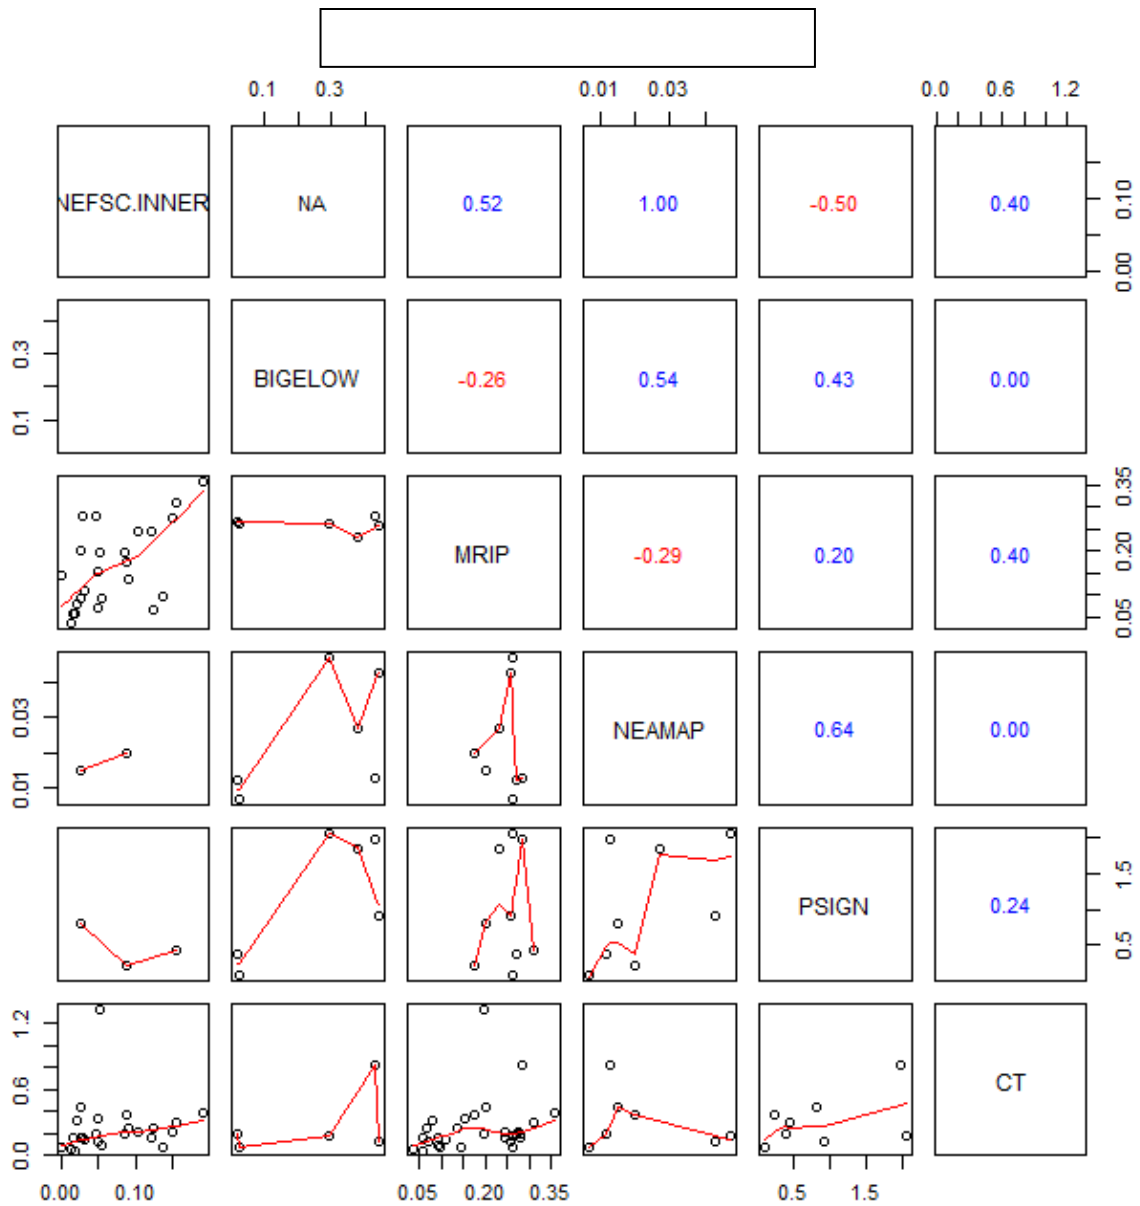 0.1 0.3 0.01 0.03 0.0 0.6 1.2
NEFSC.INNER NA 0.52 1.00 -0.50 0.40 0.00 0.10
0.1 0.3 BIGELOW -0.26 0.54 0.43 0.00
MRIP -0.29 0.20 0.40 0.05 0.20 0.35
0.01 0.03 NEAMAP 0.64 0.00
PSIGN 0.24 0.5 1.5
0.0 0.6 1.2 CT
0.00 0.10 0.05 0.20 0.35 0.5 1.5